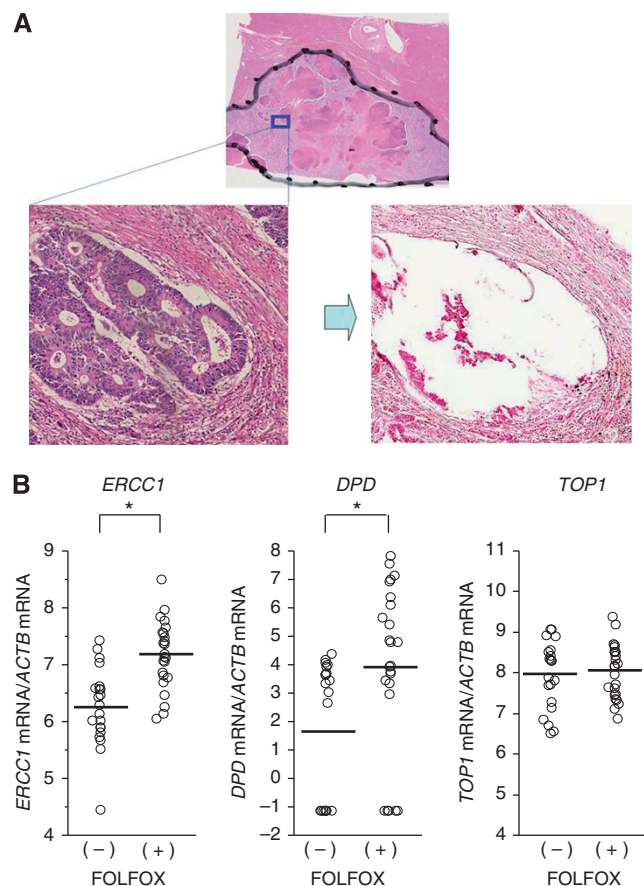 A
B
ERCC1
DPD
TOP1
*
*
ERCC1 mRNA/ACTB mRNA
9
8
7
6
5
4
(−) (+)
FOLFOX
DPD mRNA/ACTB mRNA
8
7
6
5
4
3
2
1
0
−1
−2
(−) (+)
FOLFOX
TOP1 mRNA/ACTB mRNA
11
10
9
8
7
6
5
4
(−) (+)
FOLFOX